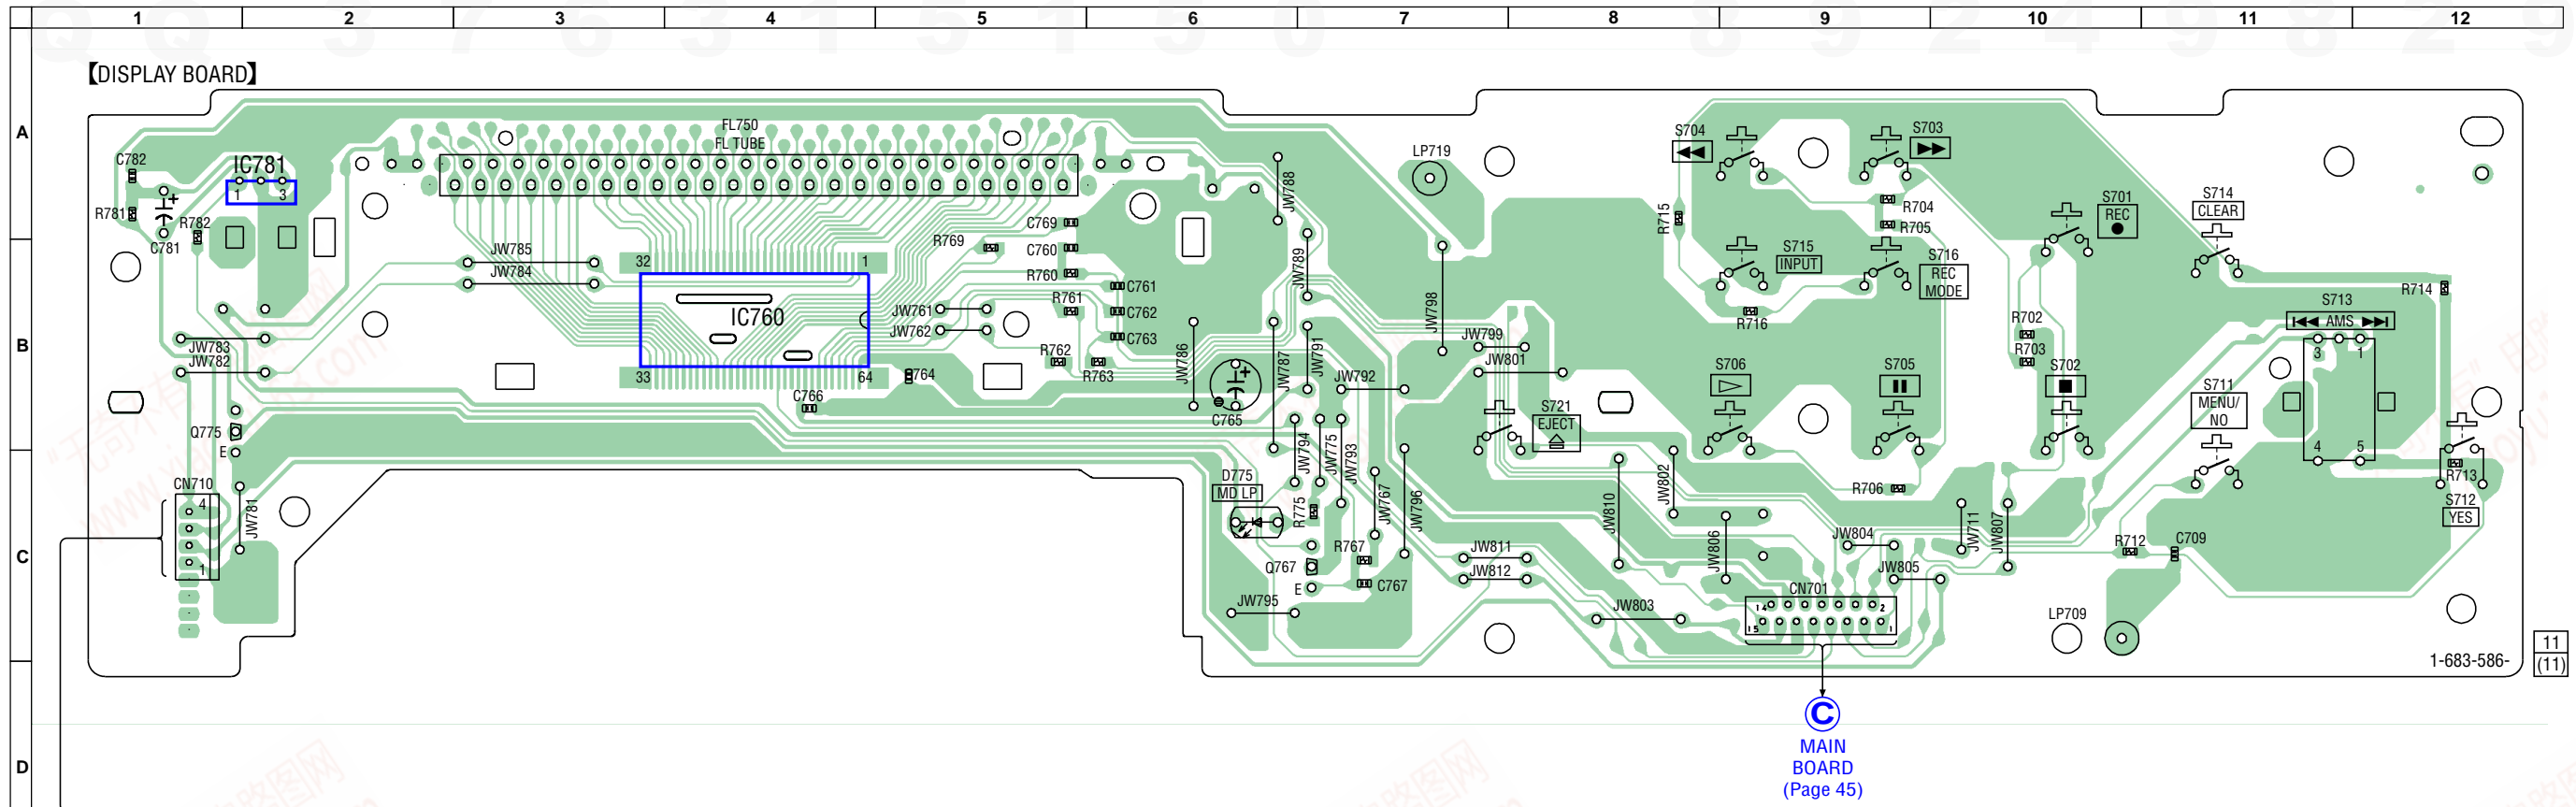 1 2 3 4 5 6 7 8 9 10 11 12
【DISPLAY BOARD】
A
B
C
D
C782
IC781
1 3
R781
R782
C781
FL750
FL TUBE
JW785
JW784
32 1
IC760
33 64
R769
C769
C760
R760
R761
C761
C762
C763
JW761
JW762
R762
R763
C766
JW783
JW782
Q775
E
CN710
4
1
JW781
JW786
JW787
JW788
JW789
JW791
JW792
C765
JW794
JW775
JW793
JW767
JW796
D775
MD LP
R775
R767
Q767
E
C767
JW795
LP719
JW798
JW799
JW801
S721
EJECT
JW811
JW812
JW810
JW802
JW803
JW806
S704
◀◀
S703
▶▶
R704
R705
R715
S715
INPUT
S716
REC
MODE
R716
S706
▷
S705
❚❚
R706
JW804
JW805
CN701
14 2
15 1
S701
REC
●
R702
R703
S702
■
JW711
JW807
LP709
S714
CLEAR
S711
MENU/
NO
R712
C709
S713
I◀◀ AMS ▶▶I
3 1
4 5
R714
R713
S712
YES
1-683-586-
11
(11)
C
MAIN
BOARD
(Page 45)